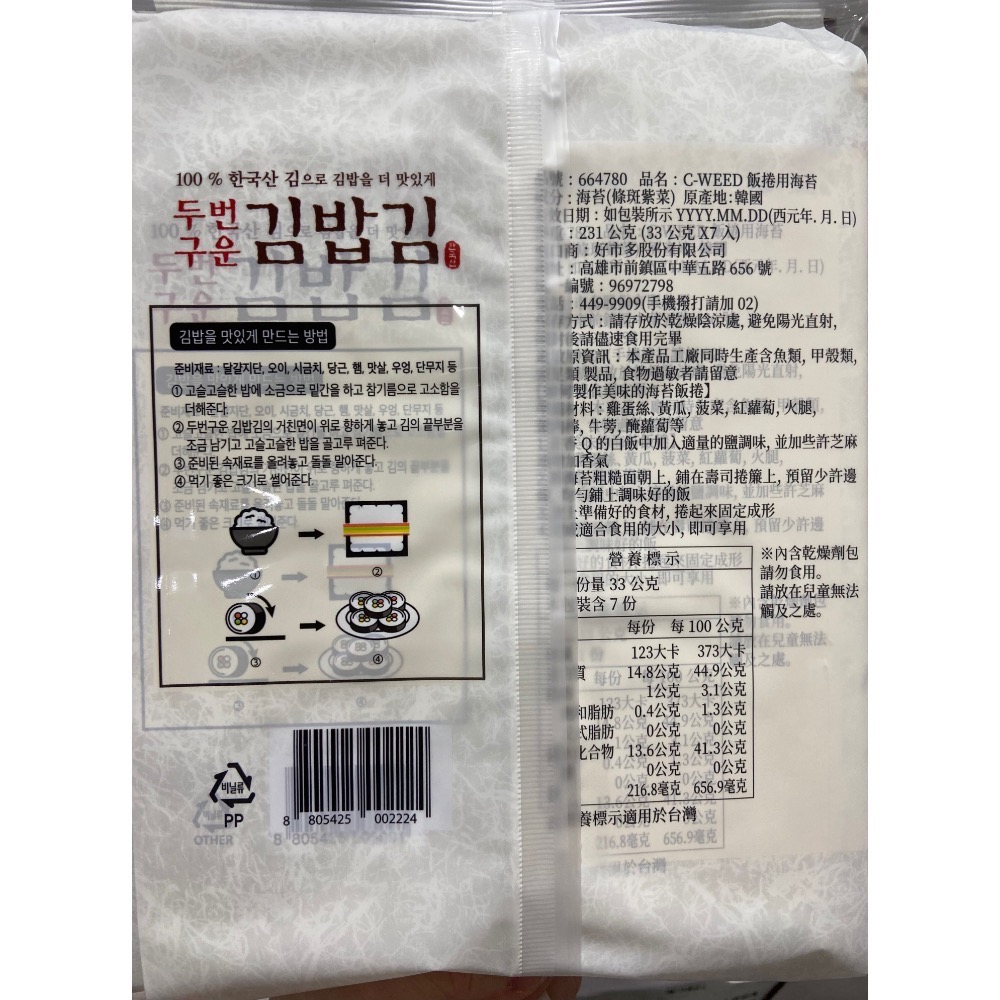 100 % 한국산 김으로 김밥을 더 맛있게
두번
구운
김밥김
김밥을 맛있게 만드는 방법
준비재료 : 달걀지단, 오이, 시금치, 당근, 햄, 맛살, 우엉, 단무지 등
① 고슬고슬한 밥에 소금으로 밑간을 하고 참기름으로 고소함을
더해준다.
② 두번구운 김밥김의 거친면이 위로 향하게 놓고 김의 끝부분을
조금 남기고 고슬고슬한 밥을 골고루 펴준다.
③ 준비된 속재료를 올려놓고 돌돌 말아준다.
④ 먹기 좋은 크기로 썰어준다.
①
②
③
④
비닐류
PP
OTHER
8 805425 002224
: 664780 品名 : C-WEED 飯捲用海苔
: 海苔(條斑紫菜) 原產地:韓國
日期 : 如包裝所示 YYYY.MM.DD(西元年. 月. 日)
: 231 公克 (33 公克 X7 入)
商 : 好市多股份有限公司
: 高雄市前鎮區中華五路 656 號
編號 : 96972798
: 449-9909(手機撥打請加 02)
方式 : 請存放於乾燥陰涼處, 避免陽光直射,
後請儘速食用完畢
資訊 : 本產品工廠同時生產含魚類, 甲殼類,
製品, 食物過敏者請留意
製作美味的海苔飯捲】
材料 : 雞蛋絲, 黃瓜, 菠菜, 紅蘿蔔, 火腿,
, 牛蒡, 醃蘿蔔等
Q 的白飯中加入適量的鹽調味, 並加些許芝麻
加香氣
苔粗糙面朝上, 鋪在壽司捲簾上, 預留少許邊
勻鋪上調味好的飯
準備好的食材, 捲起來固定成形
適合食用的大小, 即可享用
營養標示
份量 33 公克
裝含 7 份
每份 每 100 公克
123大卡 373大卡
質 14.8公克 44.9公克
1公克 3.1公克
和脂肪 0.4公克 1.3公克
式脂肪 0公克 0公克
化合物 13.6公克 41.3公克
0公克 0公克
216.8毫克 656.9毫克
養標示適用於台灣
※內含乾燥劑包
請勿食用。
請放在兒童無法
觸及之處。